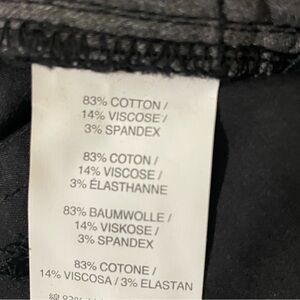 83% COTTON /
14% VISCOSE /
3% SPANDEX
83% COTON /
14% VISCOSE /
3% ÉLASTHANNE
83% BAUMWOLLE /
14% VISKOSE /
3% SPANDEX
83% COTONE /
14% VISCOSA / 3% ELASTAN